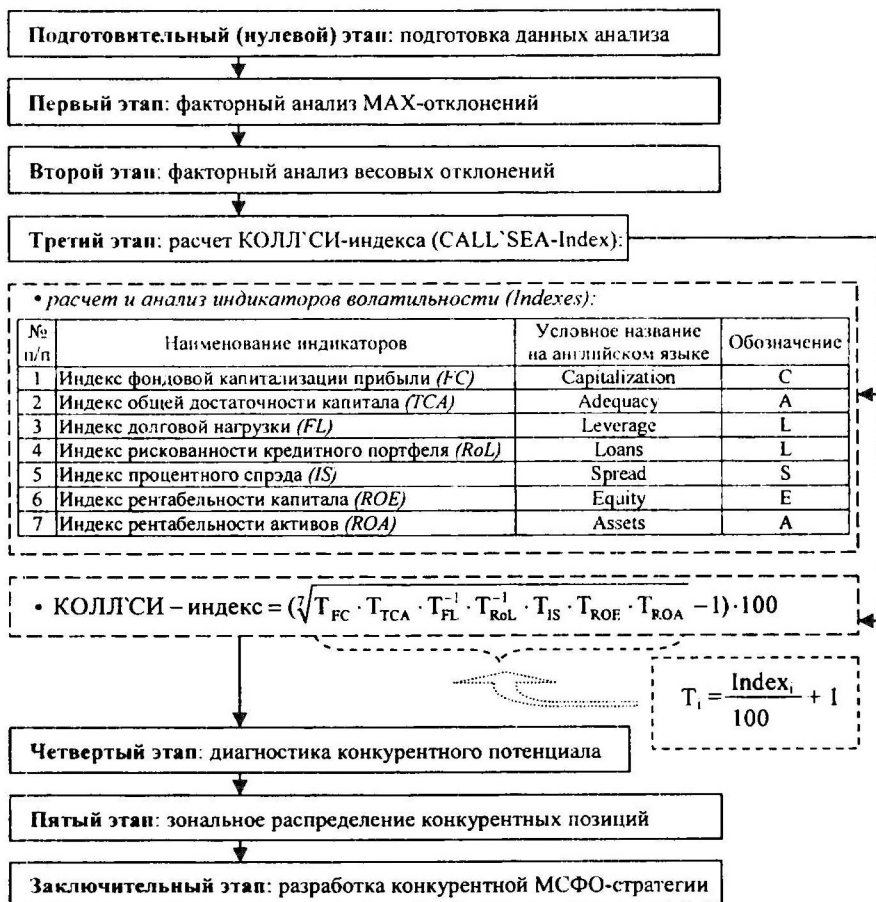 Подготовительный (нулевой) этап: подготовка данных анализа
Первый этап: факторный анализ МАХ-отклонений
Второй этап: факторный анализ весовых отклонений
Третий этап: расчет КОЛЛ`СИ-индекса (CALL`SEA-Index):
• расчет и анализ индикаторов волатильности (Indexes):
№ п/п Наименование индикаторов Условное название на английском языке Обозначение
1 Индекс фондовой капитализации прибыли (FC) Capitalization C
2 Индекс общей достаточности капитала (TCA) Adequacy A
3 Индекс долговой нагрузки (FL) Leverage L
4 Индекс рискованности кредитного портфеля (RoL) Loans L
5 Индекс процентного спрэда (IS) Spread S
6 Индекс рентабельности капитала (ROE) Equity E
7 Индекс рентабельности активов (ROA) Assets A
• КОЛЛ`СИ – индекс = (⁷√T_FC · T_TCA · T_FL⁻¹ · T_RoL⁻¹ · T_IS · T_ROE · T_ROA − 1) · 100
T_i = Index_i / 100 + 1
Четвертый этап: диагностика конкурентного потенциала
Пятый этап: зональное распределение конкурентных позиций
Заключительный этап: разработка конкурентной МСФО-стратегии